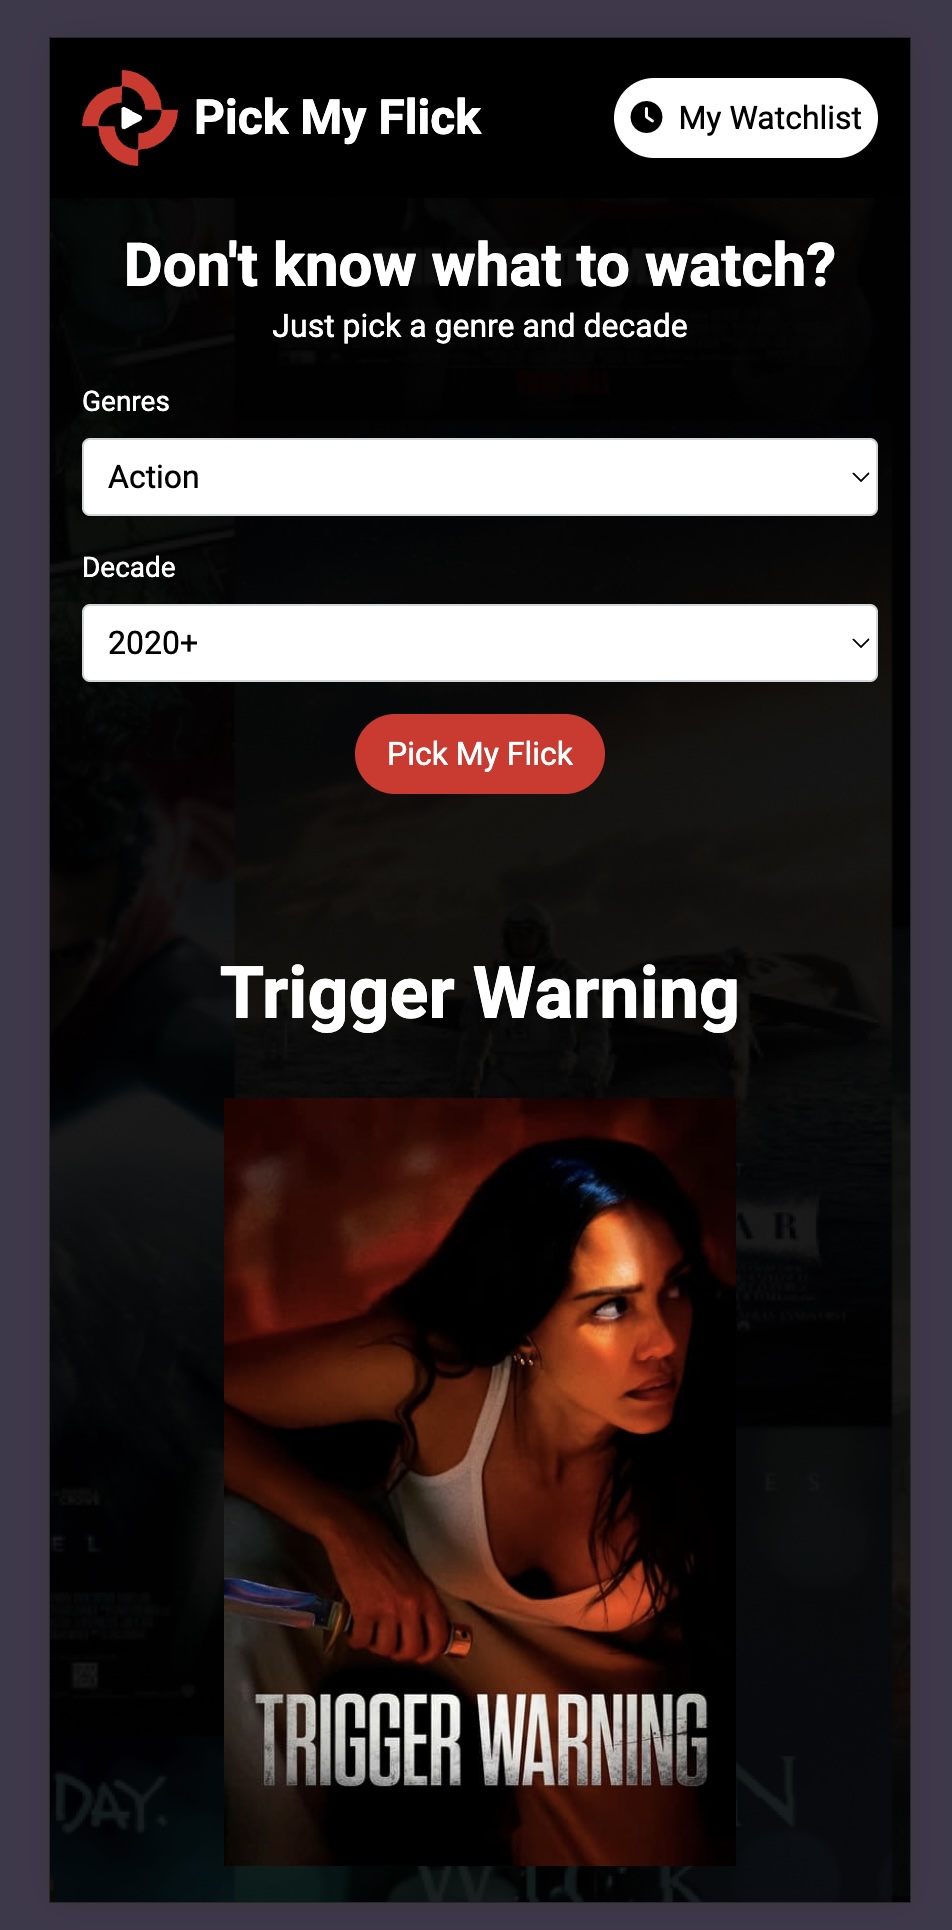 Pick My Flick
My Watchlist
Don't know what to watch?
Just pick a genre and decade
Genres
Action
Decade
2020+
Pick My Flick
Trigger Warning
A R
E S
E L
TRIGGER WARNING
DAY.